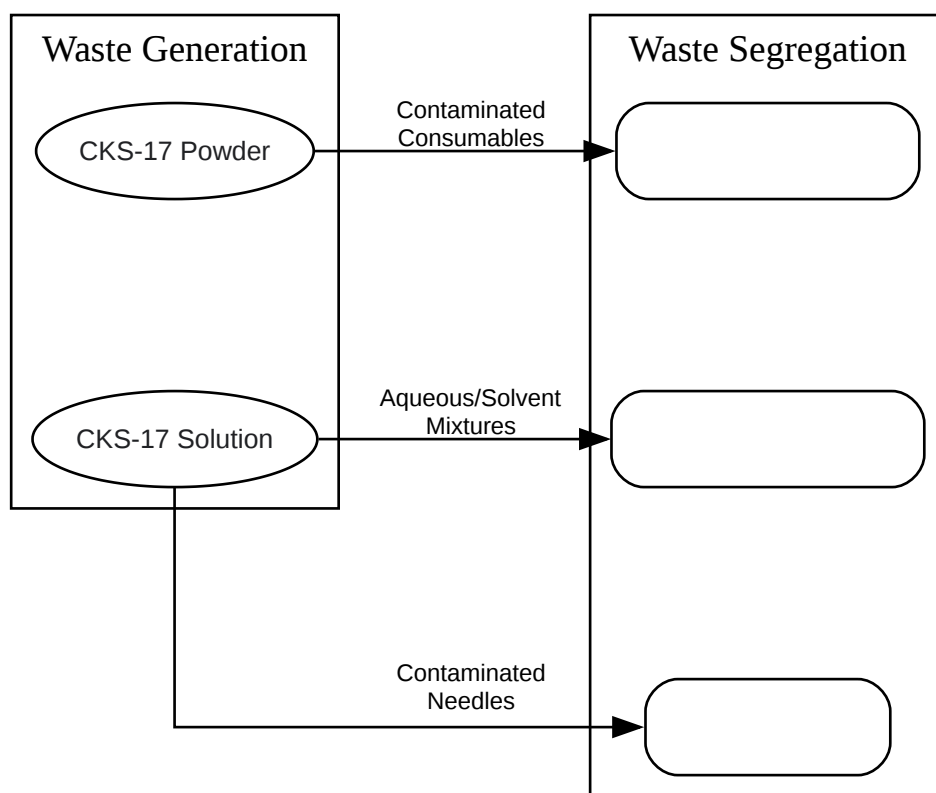 Waste Generation
Waste Segregation
CKS-17 Powder
Contaminated
Consumables
CKS-17 Solution
Aqueous/Solvent
Mixtures
Contaminated
Needles